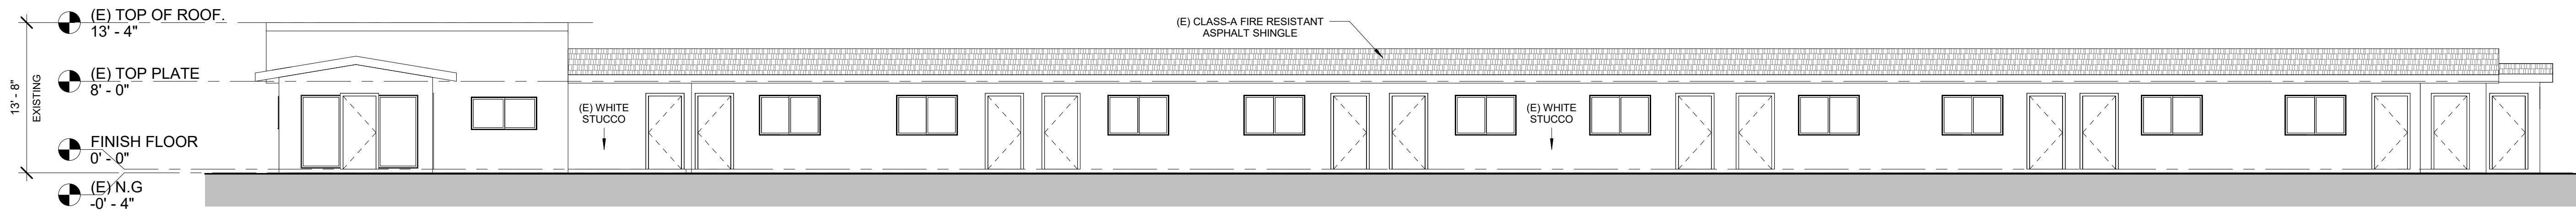 (E) TOP OF ROOF.
13' - 4"
(E) TOP PLATE
8' - 0"
13' - 8"
EXISTING
FINISH FLOOR
0' - 0"
(E) N.G
-0' - 4"
(E) WHITE
STUCCO
(E) CLASS-A FIRE RESISTANT
ASPHALT SHINGLE
(E) WHITE
STUCCO